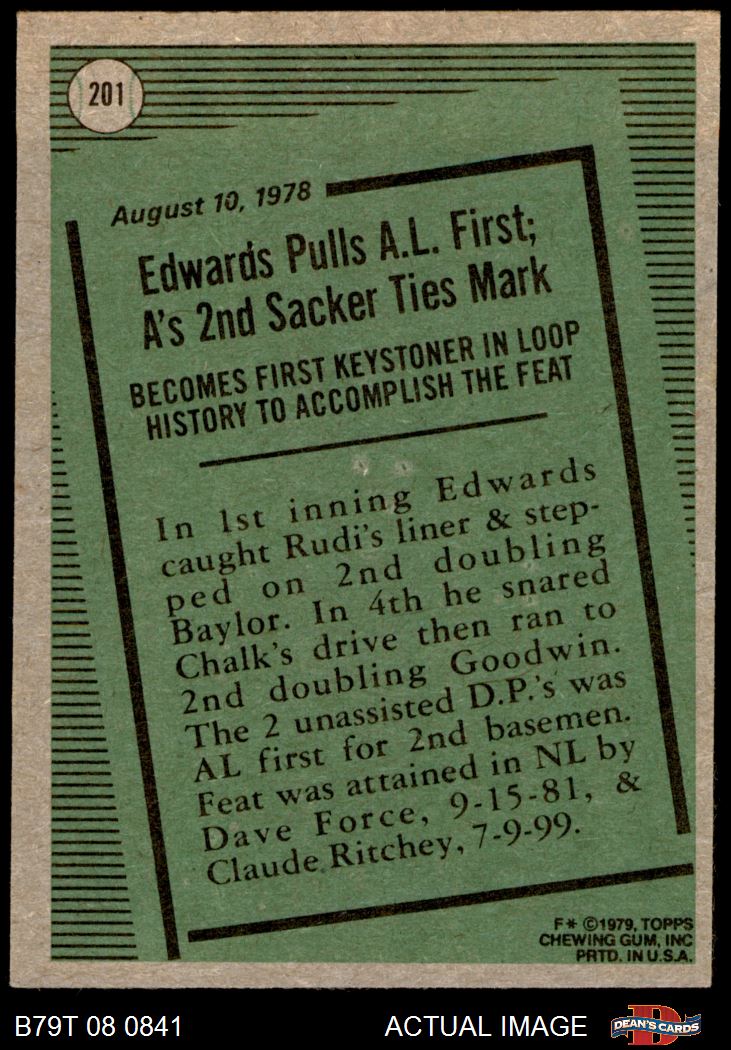 201
August 10, 1978
Edwards Pulls A.L. First;
A's 2nd Sacker Ties Mark
BECOMES FIRST KEYSTONER IN LOOP
HISTORY TO ACCOMPLISH THE FEAT
In 1st inning Edwards
caught Rudi's liner & step-
ped on 2nd doubling
Baylor. In 4th he snared
Chalk's drive then ran to
2nd doubling Goodwin.
The 2 unassisted D.P.'s was
AL first for 2nd basemen.
Feat was attained in NL by
Dave Force, 9-15-81, &
Claude Ritchey, 7-9-99.
F* ©1979, TOPPS
CHEWING GUM, INC
PRTD. IN U.S.A.
B79T 08 0841
ACTUAL IMAGE
D
DEAN'S CARDS